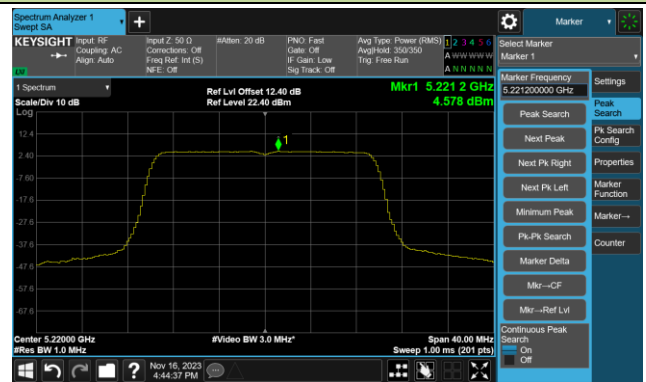 Spectrum Analyzer 1
Swept SA
Marker
KEYSIGHT
Input: RF
Coupling: AC
Align: Auto
Input Z: 50 Ω
Corrections: Off
Freq Ref: Int (S)
NFE: Off
#Atten: 20 dB
PNO: Fast
Gate: Off
IF Gain: Low
Sig Track: Off
Avg Type: Power (RMS)
Avg|Hold: 350/350
Trig: Free Run
1 2 3 4 5 6
A W W W W W
A N N N N N
LW
1 Spectrum
Scale/Div 10 dB
Log
Ref Lvl Offset 12.40 dB
Ref Level 22.40 dBm
Mkr1 5.221 2 GHz
4.578 dBm
12.4
2.40
-7.60
-17.6
-27.6
-37.6
-47.6
-57.6
-67.6
1
Center 5.22000 GHz
#Res BW 1.0 MHz
#Video BW 3.0 MHz*
Span 40.00 MHz
Sweep 1.00 ms (201 pts)
Select Marker
Marker 1
Marker Frequency
5.221200000 GHz
Peak Search
Next Peak
Next Pk Right
Next Pk Left
Minimum Peak
Pk-Pk Search
Marker Delta
Mkr→CF
Mkr→Ref Lvl
Continuous Peak
Search
On
Off
Settings
Peak
Search
Pk Search
Config
Properties
Marker
Function
Marker→
Counter
Nov 16, 2023
4:44:37 PM